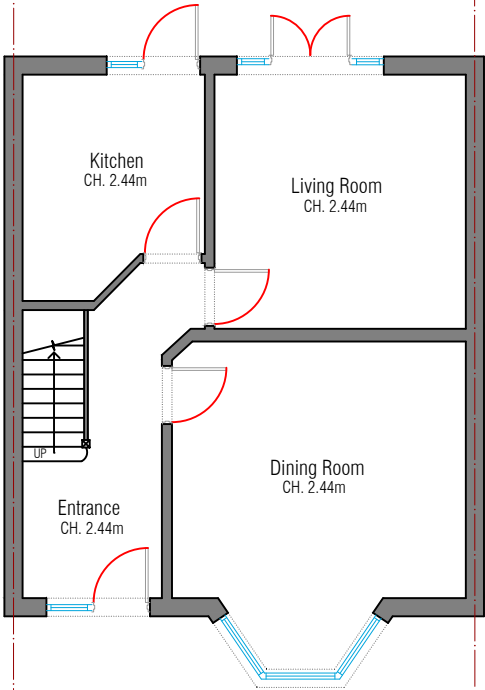 Kitchen
CH. 2.44m
Living Room
CH. 2.44m
UP
Dining Room
CH. 2.44m
Entrance
CH. 2.44m